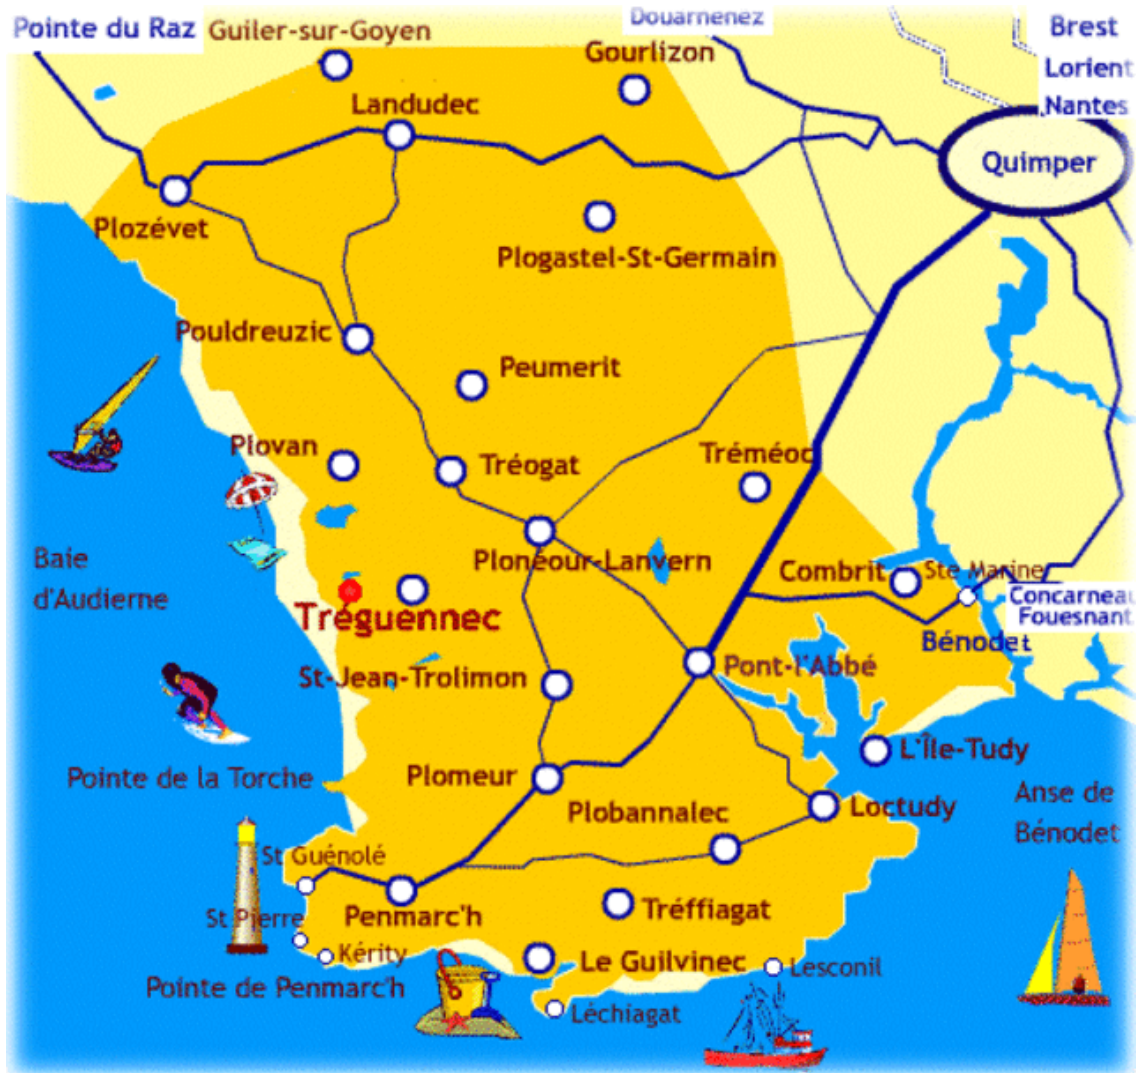 Pointe du Raz
Guiler-sur-Goyen
Douarnenez
Brest
Lorient
Nantes
Gourlizon
Landudec
Quimper
Plozévet
Plogastel-St-Germain
Pouldreuzic
Peumerit
Plovan
Tréogat
Tréméoc
Baie
d'Audierne
Plonéour-Lanvern
Combrit
Ste Marine
Concarneau
Fouesnant
Tréguennec
Bénodet
St-Jean-Trolimon
Pont-l'Abbé
L'Île-Tudy
Pointe de la Torche
Plomeur
Anse de
Bénodet
Plobannalec
Loctudy
St Guénolé
Penmarc'h
Tréffiagat
St Pierre
Kérity
Le Guilvinec
Lesconil
Pointe de Penmarc'h
Léchiagat